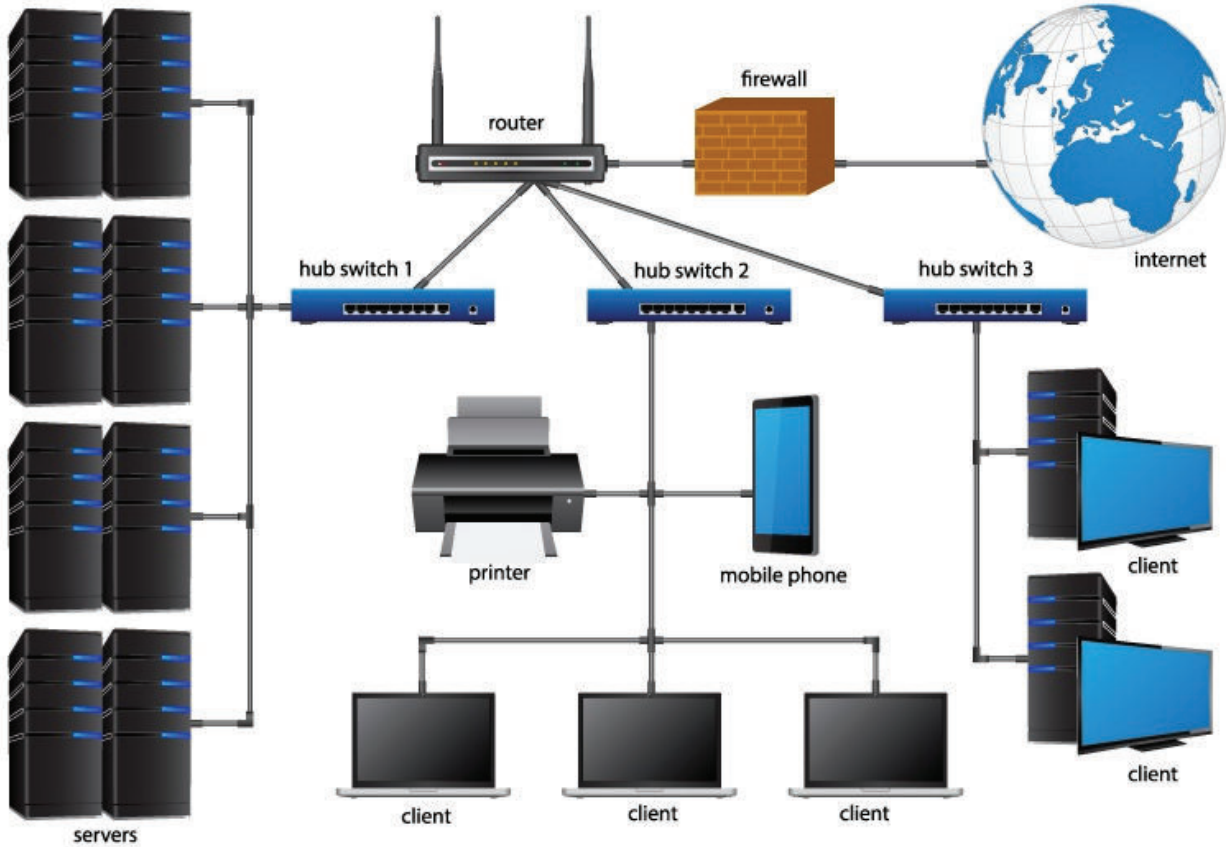 firewall
router
internet
hub switch 1
hub switch 2
hub switch 3
printer
mobile phone
client
client
client
client
client
servers